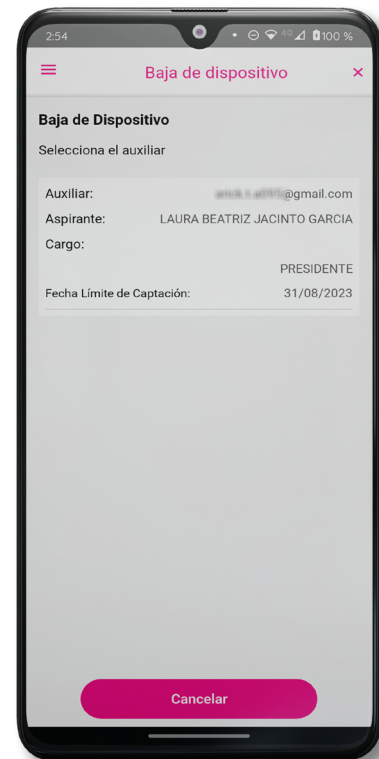 2:54
4G
100 %
Baja de dispositivo
×
Baja de Dispositivo
Selecciona el auxiliar
Auxiliar: @gmail.com
Aspirante: LAURA BEATRIZ JACINTO GARCIA
Cargo:
PRESIDENTE
Fecha Límite de Captación: 31/08/2023
Cancelar